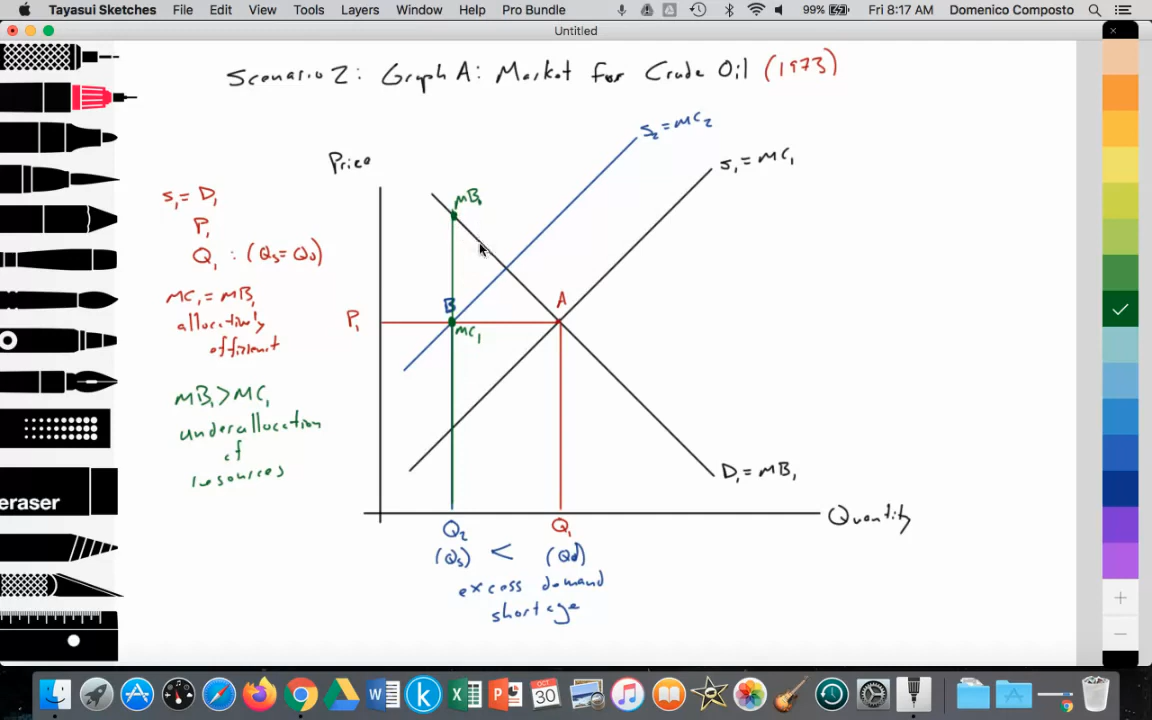 Tayasui Sketches File Edit View Tools Layers Window Help Pro Bundle 99% Fri 8:17 AM Domenico Composto
Untitled
Scenario 2: Graph A: Market for Crude Oil (1973)
S₂ = MC₂
Price
S₁ = MC₁
S₁ = D₁
P₁
Q₁ : (Qs = Qd)
MC₁ = MB₁
allocatively
efficient
MB₁ > MC₁
underallocation
of
resources
MB₁
B
A
P₁
MC₁
D₁ = MB₁
Quantity
Q₂ Q₁
(Qs) < (Qd)
excess demand
shortage
eraser
OCT
30